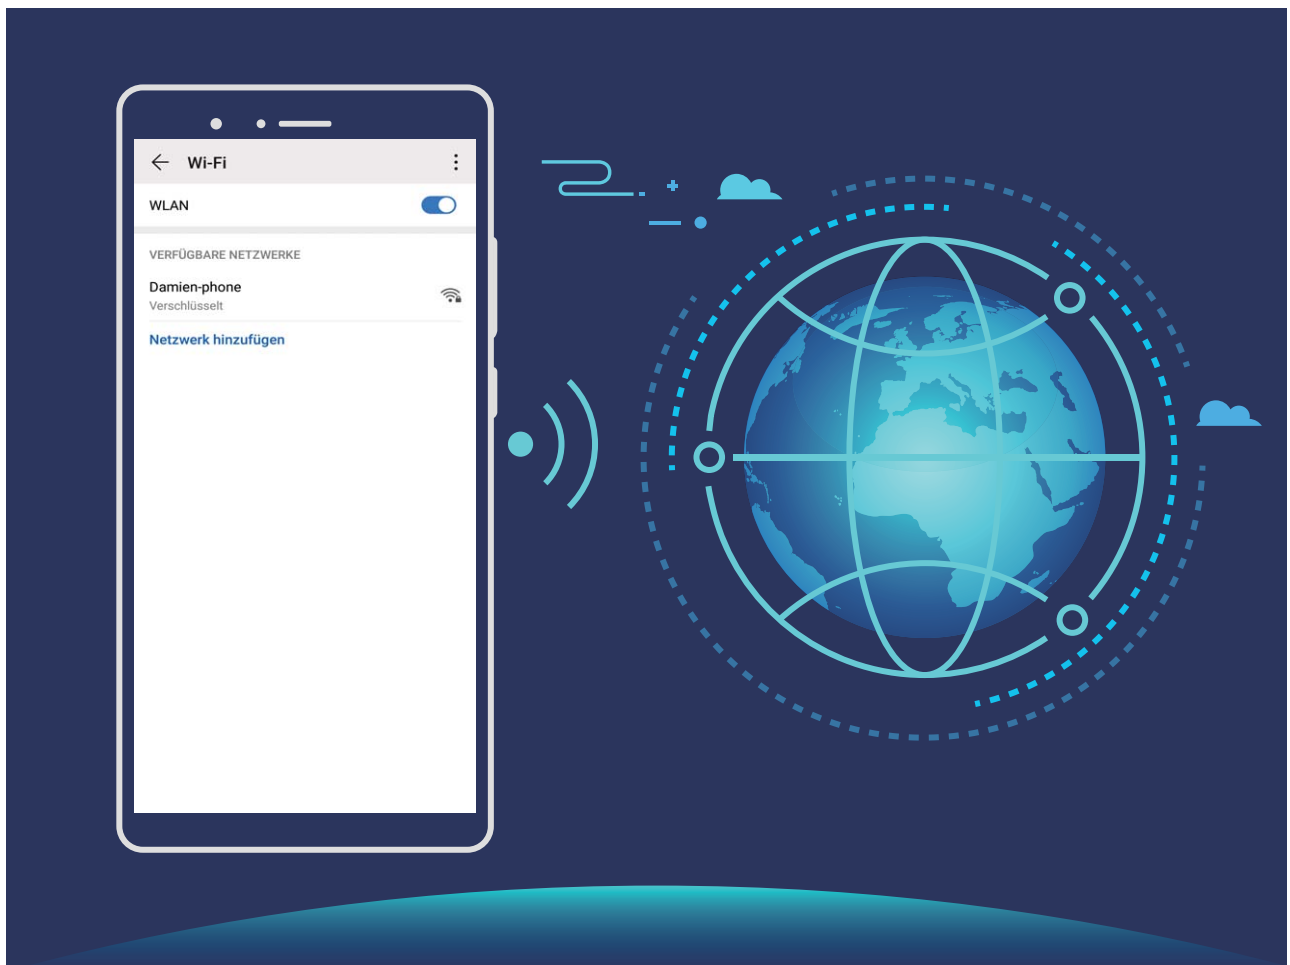 Wi-Fi
WLAN
VERFÜGBARE NETZWERKE
Damien-phone
Verschlüsselt
Netzwerk hinzufügen